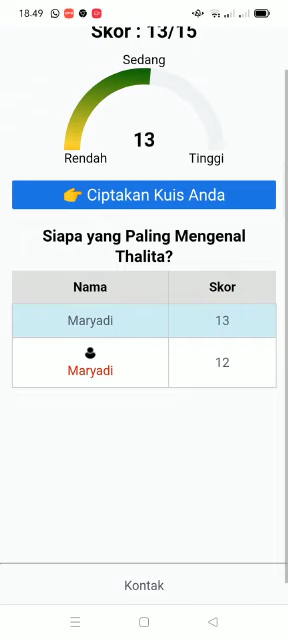 18.49
Skor : 13/15
Sedang
13
Rendah
Tinggi
👉 Ciptakan Kuis Anda
Siapa yang Paling Mengenal
Thalita?
Nama Skor
Maryadi 13
Maryadi 12
Kontak